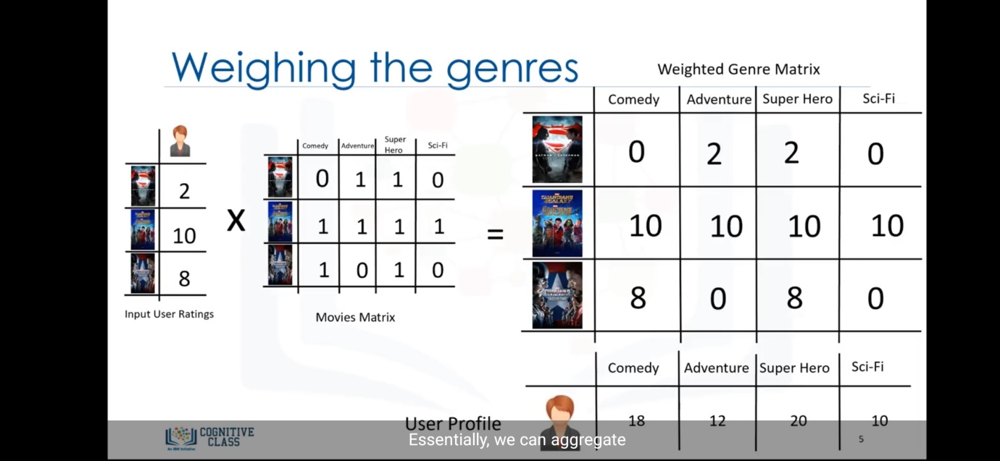 Weighing the genres
Weighted Genre Matrix
Comedy Adventure Super Hero Sci-Fi
0 2 2 0
10 10 10 10
8 0 8 0
2
10
8
Input User Ratings
X
Comedy Adventure Super Hero Sci-Fi
0 1 1 0
1 1 1 1
1 0 1 0
Movies Matrix
=
Comedy Adventure Super Hero Sci-Fi
User Profile 18 12 20 10
Essentially, we can aggregate
COGNITIVE
CLASS
An IBM Initiative
5